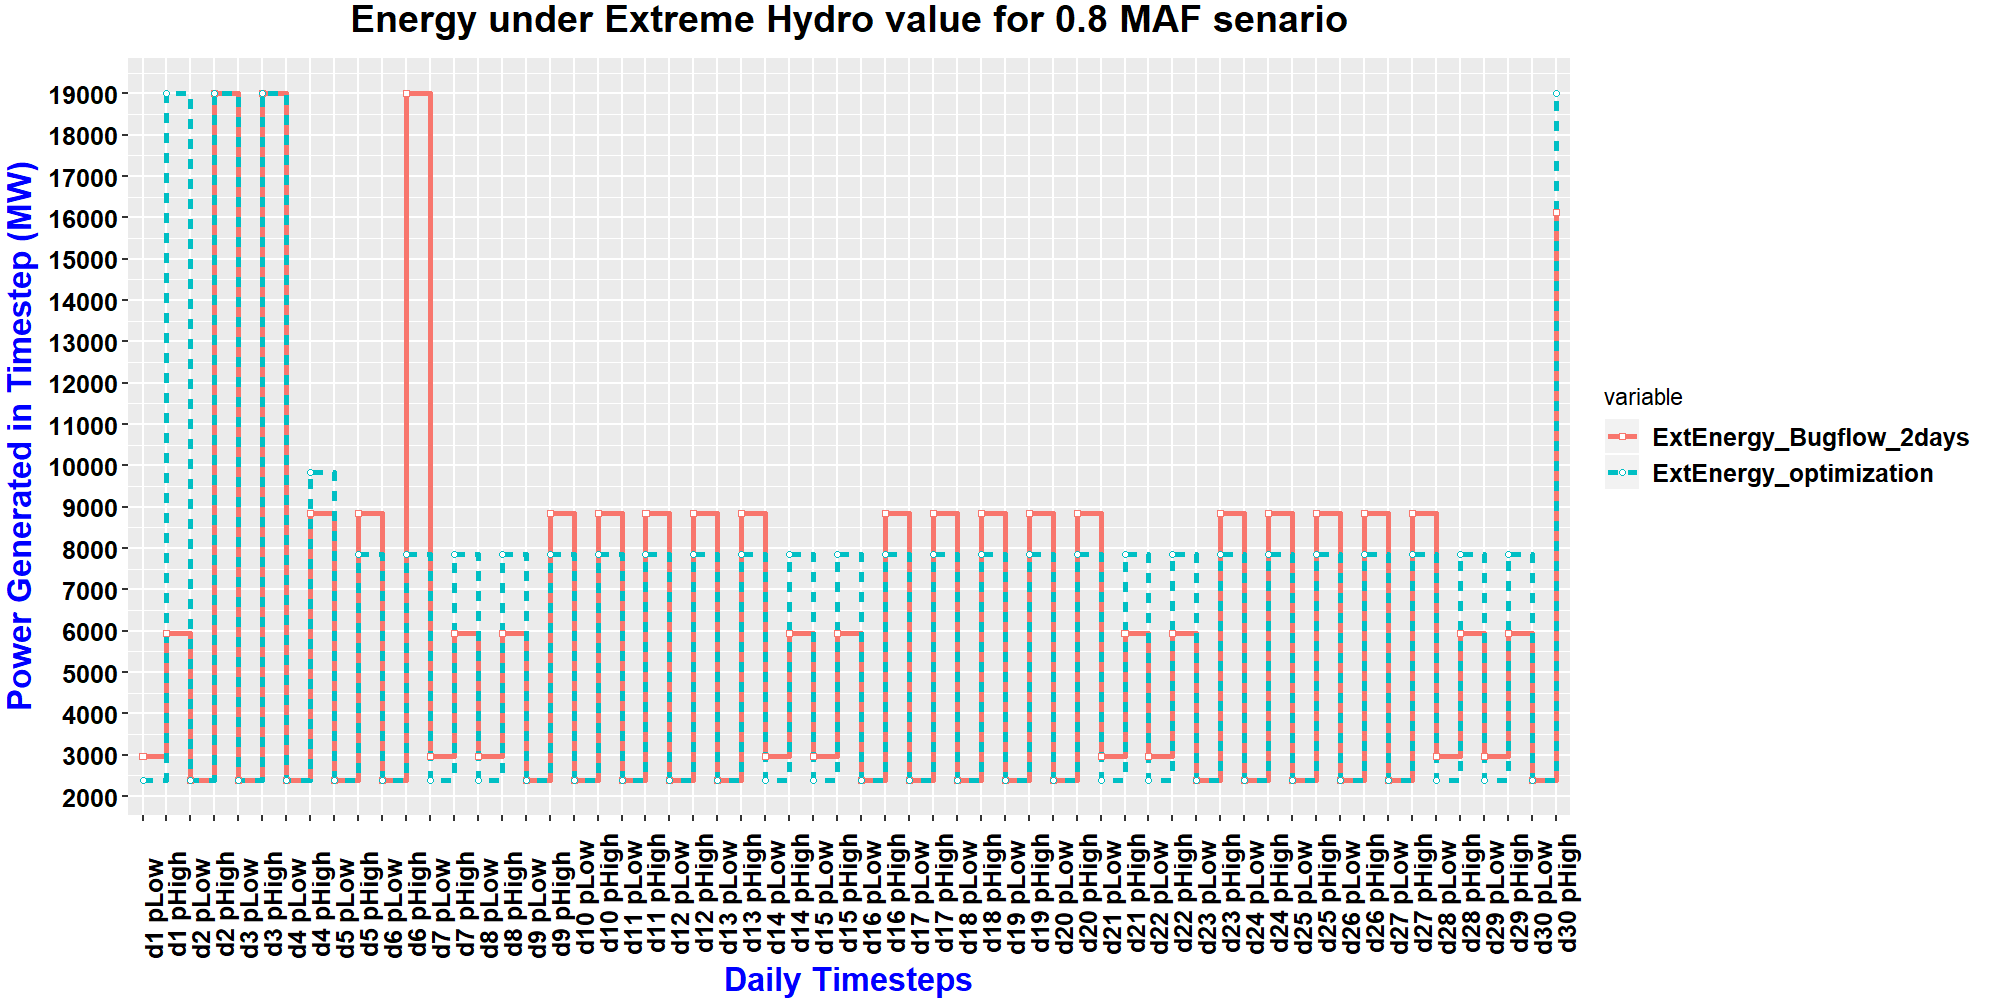 Energy under Extreme Hydro value for 0.8 MAF senario
Power Generated in Timestep (MW)
19000
18000
17000
16000
15000
14000
13000
12000
11000
10000
9000
8000
7000
6000
5000
4000
3000
2000
d1 pLow
d1 pHigh
d2 pLow
d2 pHigh
d3 pLow
d3 pHigh
d4 pLow
d4 pHigh
d5 pLow
d5 pHigh
d6 pLow
d6 pHigh
d7 pLow
d7 pHigh
d8 pLow
d8 pHigh
d9 pLow
d9 pHigh
d10 pLow
d10 pHigh
d11 pLow
d11 pHigh
d12 pLow
d12 pHigh
d13 pLow
d13 pHigh
d14 pLow
d14 pHigh
d15 pLow
d15 pHigh
d16 pLow
d16 pHigh
d17 pLow
d17 pHigh
d18 pLow
d18 pHigh
d19 pLow
d19 pHigh
d20 pLow
d20 pHigh
d21 pLow
d21 pHigh
d22 pLow
d22 pHigh
d23 pLow
d23 pHigh
d24 pLow
d24 pHigh
d25 pLow
d25 pHigh
d26 pLow
d26 pHigh
d27 pLow
d27 pHigh
d28 pLow
d28 pHigh
d29 pLow
d29 pHigh
d30 pLow
d30 pHigh
Daily Timesteps
variable
ExtEnergy_Bugflow_2days
ExtEnergy_optimization